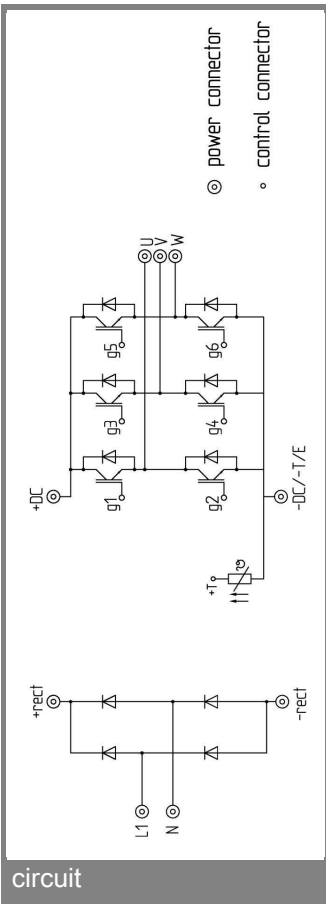 power connector
control connector
U
V
W
g5
g6
g3
g4
g1
g2
+DC
-DC/-T/E
+T
ϑ
+rect
-rect
L1
N
circuit